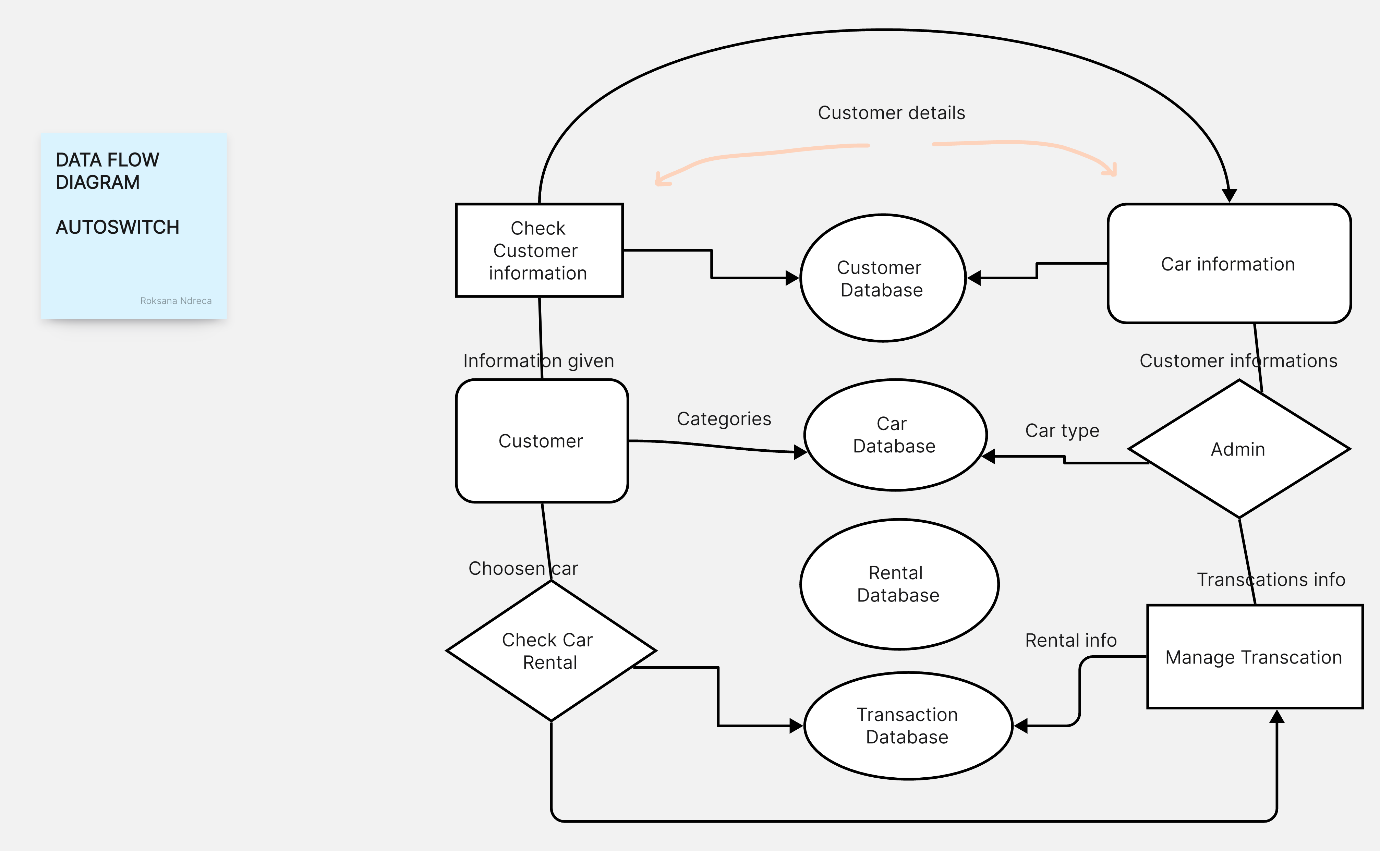 DATA FLOW
DIAGRAM
AUTOSWITCH
Roksana Ndreca
Customer details
Check
Customer
information
Customer
Database
Car information
Information given
Customer informations
Customer
Categories
Car
Database
Car type
Admin
Choosen car
Rental
Database
Transcations info
Check Car
Rental
Rental info
Manage Transcation
Transaction
Database